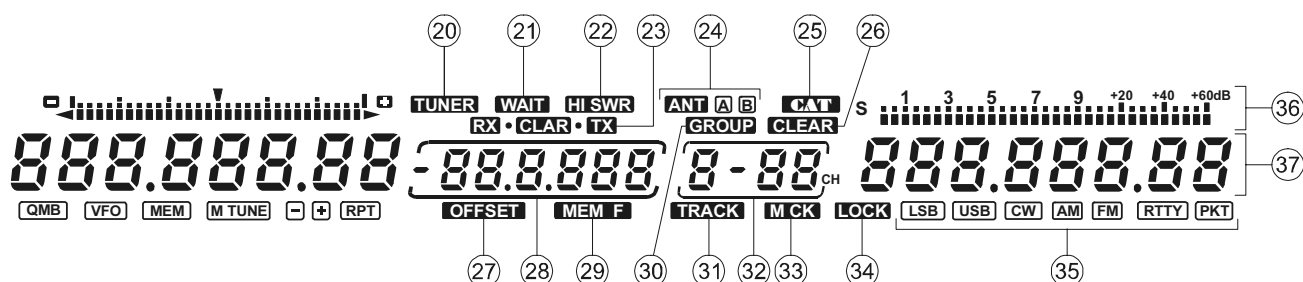 20 21 22 23 24 25 26
TUNER WAIT HI SWR ANT A B CAT S 1 3 5 7 9 +20 +40 +60dB 36
RX • CLAR • TX GROUP CLEAR
888.888.88 -88.8.888 8-88 CH 888.888.88 37
QMB VFO MEM M TUNE - + RPT OFFSET MEM F TRACK M CK LOCK LSB USB CW AM FM RTTY PKT
27 28 29 30 31 32 33 34 35